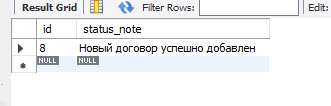 Result Grid Filter Rows: Edit:
id status_note
8 Новый договор успешно добавлен
NULL NULL